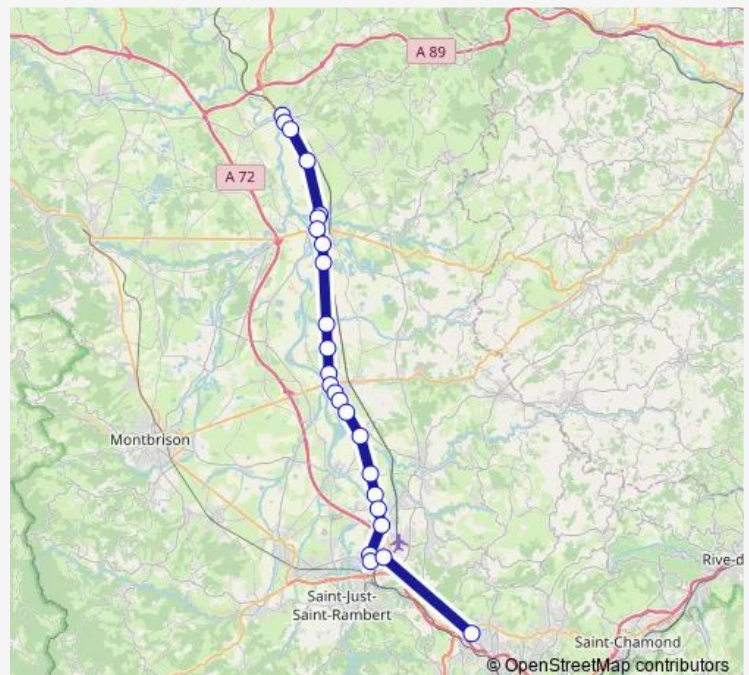 A 89
A 72
Montbrison
Rive-d
Saint-Just-
Saint-Rambert
Saint-Chamond
© OpenStreetMap contributors